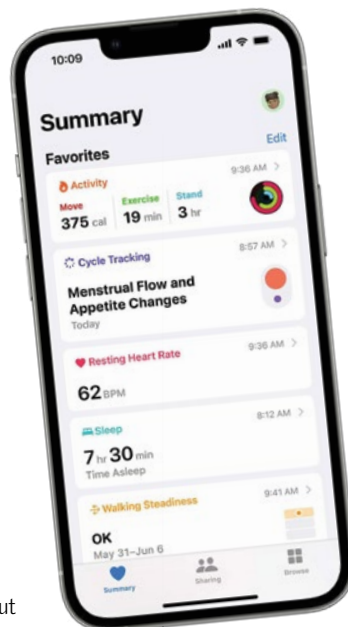 10:09
Summary
Favorites
Edit
Activity
9:36 AM
Move
Exercise
Stand
375 cal
19 min
3 hr
Cycle Tracking
8:57 AM
Menstrual Flow and
Appetite Changes
Today
Resting Heart Rate
9:36 AM
62 BPM
Sleep
8:12 AM
7 hr 30 min
Time Asleep
Walking Steadiness
9:41 AM
OK
May 31–Jun 6
Summary
Sharing
Browse
ut